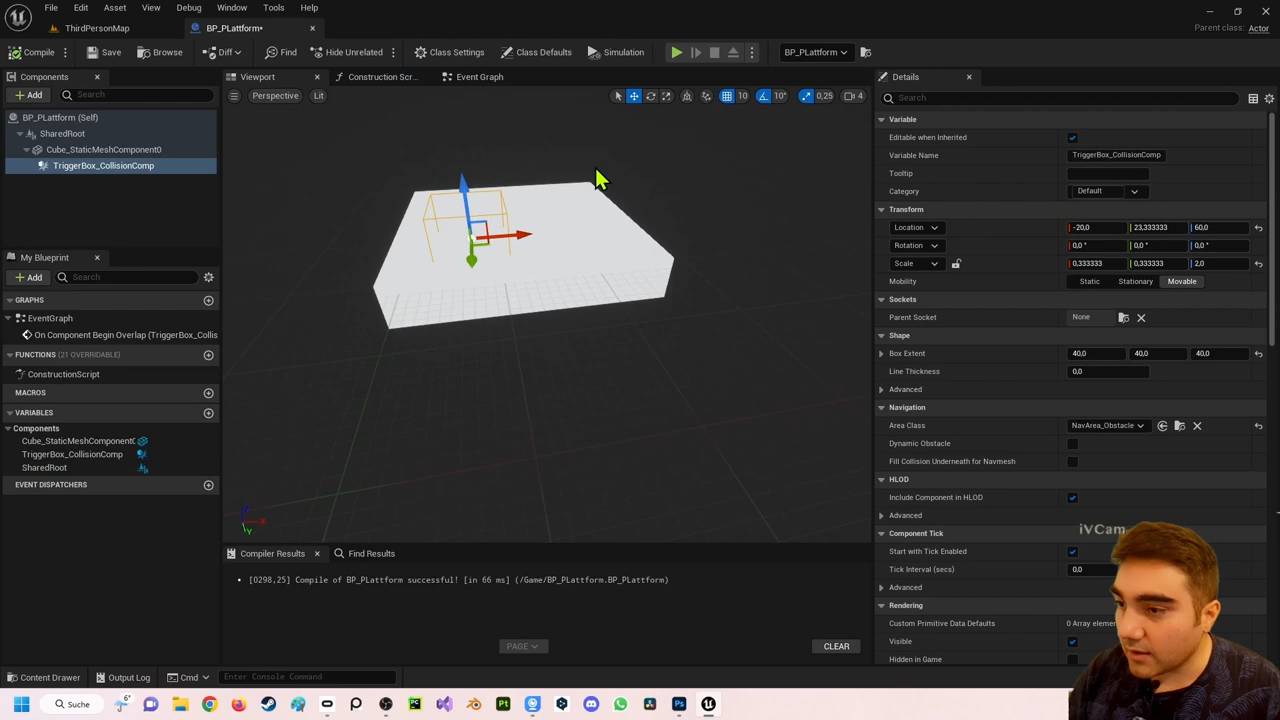 File Edit Asset View Debug Window Tools Help
ThirdPersonMap
BP_PLattform•
Parent class: Actor
Compile
Save
Browse
Diff
Find
Hide Unrelated
Class Settings
Class Defaults
Simulation
BP_PLattform
Components
Add
Search
BP_PLattform (Self)
SharedRoot
Cube_StaticMeshComponent0
TriggerBox_CollisionComp
My Blueprint
Add
Search
GRAPHS
EventGraph
On Component Begin Overlap (TriggerBox_Collis
FUNCTIONS (21 OVERRIDABLE)
ConstructionScript
MACROS
VARIABLES
Components
Cube_StaticMeshComponent0
TriggerBox_CollisionComp
SharedRoot
EVENT DISPATCHERS
Viewport
Construction Scr...
Event Graph
Perspective
Lit
10
10°
0,25
4
Z
X
Y
Compiler Results
Find Results
• [0298,25] Compile of BP_PLattform successful! [in 66 ms] (/Game/BP_PLattform.BP_PLattform)
PAGE
CLEAR
Details
Search
Variable
Editable when Inherited
Variable Name TriggerBox_CollisionComp
Tooltip
Category Default
Transform
Location -20,0 23,333333 60,0
Rotation 0,0 ° 0,0 ° 0,0 °
Scale 0,333333 0,333333 2,0
Mobility Static Stationary Movable
Sockets
Parent Socket None
Shape
Box Extent 40,0 40,0 40,0
Line Thickness 0,0
Advanced
Navigation
Area Class NavArea_Obstacle
Dynamic Obstacle
Fill Collision Underneath for Navmesh
HLOD
Include Component in HLOD
Advanced
iVCam
Component Tick
Start with Tick Enabled
Tick Interval (secs) 0,0
Advanced
Rendering
Custom Primitive Data Defaults 0 Array elemen
Visible
Hidden in Game
Content Drawer
Output Log
Cmd
Enter Console Command
Suche
6°